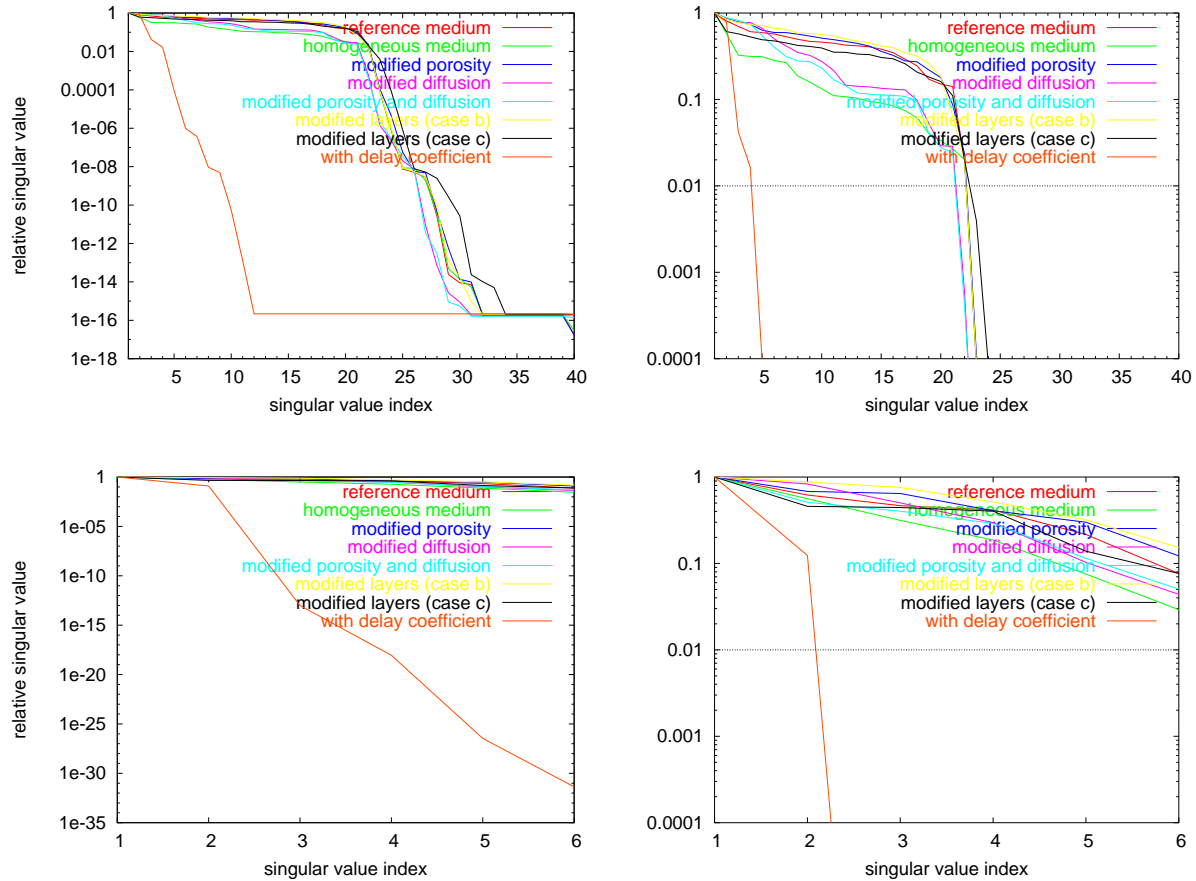 1
0.01
0.0001
1e-06
1e-08
1e-10
1e-12
1e-14
1e-16
1e-18
5 10 15 20 25 30 35 40
relative singular value
singular value index
reference medium
homogeneous medium
modified porosity
modified diffusion
modified porosity and diffusion
modified layers (case b)
modified layers (case c)
with delay coefficient
1
0.1
0.01
0.001
0.0001
5 10 15 20 25 30 35 40
singular value index
reference medium
homogeneous medium
modified porosity
modified diffusion
modified porosity and diffusion
modified layers (case b)
modified layers (case c)
with delay coefficient
1
1e-05
1e-10
1e-15
1e-20
1e-25
1e-30
1e-35
1 2 3 4 5 6
relative singular value
singular value index
reference medium
homogeneous medium
modified porosity
modified diffusion
modified porosity and diffusion
modified layers (case b)
modified layers (case c)
with delay coefficient
1
0.1
0.01
0.001
0.0001
1 2 3 4 5 6
singular value index
reference medium
homogeneous medium
modified porosity
modified diffusion
modified porosity and diffusion
modified layers (case b)
modified layers (case c)
with delay coefficient